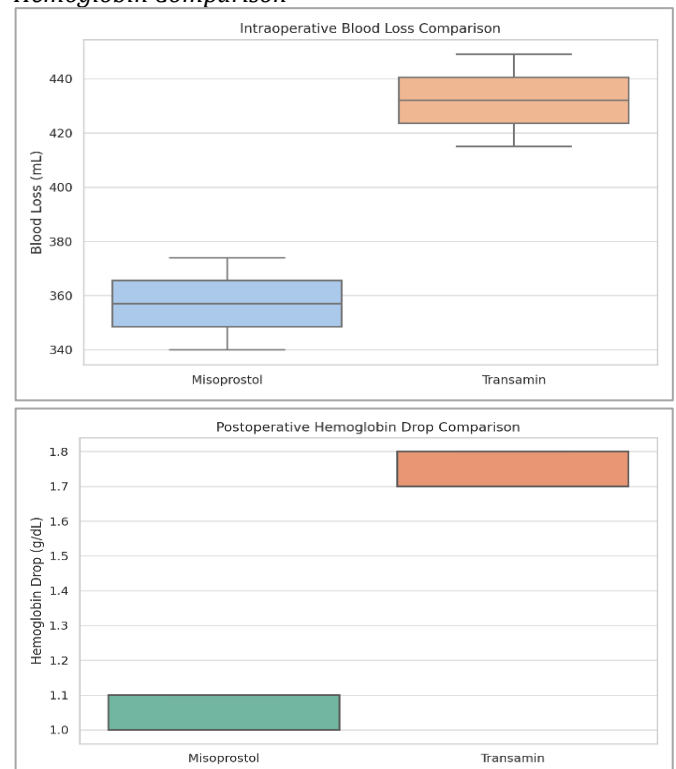 Hemoglobin Comparison
Intraoperative Blood Loss Comparison
Blood Loss (mL)
440
420
400
380
360
340
Misoprostol Transamin
Postoperative Hemoglobin Drop Comparison
Hemoglobin Drop (g/dL)
1.8
1.7
1.6
1.5
1.4
1.3
1.2
1.1
1.0
Misoprostol Transamin